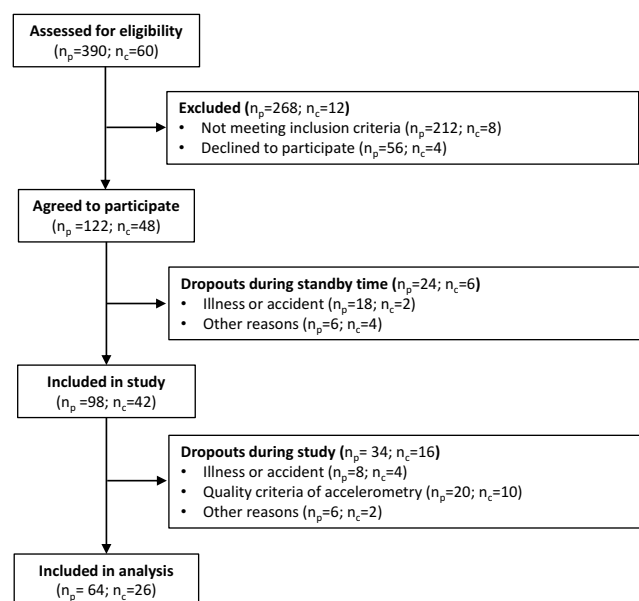 Assessed for eligibility
(np=390; nc=60)
Excluded (np=268; nc=12)
• Not meeting inclusion criteria (np=212; nc=8)
• Declined to participate (np=56; nc=4)
Agreed to participate
(np =122; nc=48)
Dropouts during standby time (np=24; nc=6)
• Illness or accident (np=18; nc=2)
• Other reasons (np=6; nc=4)
Included in study
(np =98; nc=42)
Dropouts during study (np= 34; nc=16)
• Illness or accident (np=8; nc=4)
• Quality criteria of accelerometry (np=20; nc=10)
• Other reasons (np=6; nc=2)
Included in analysis
(np= 64; nc=26)